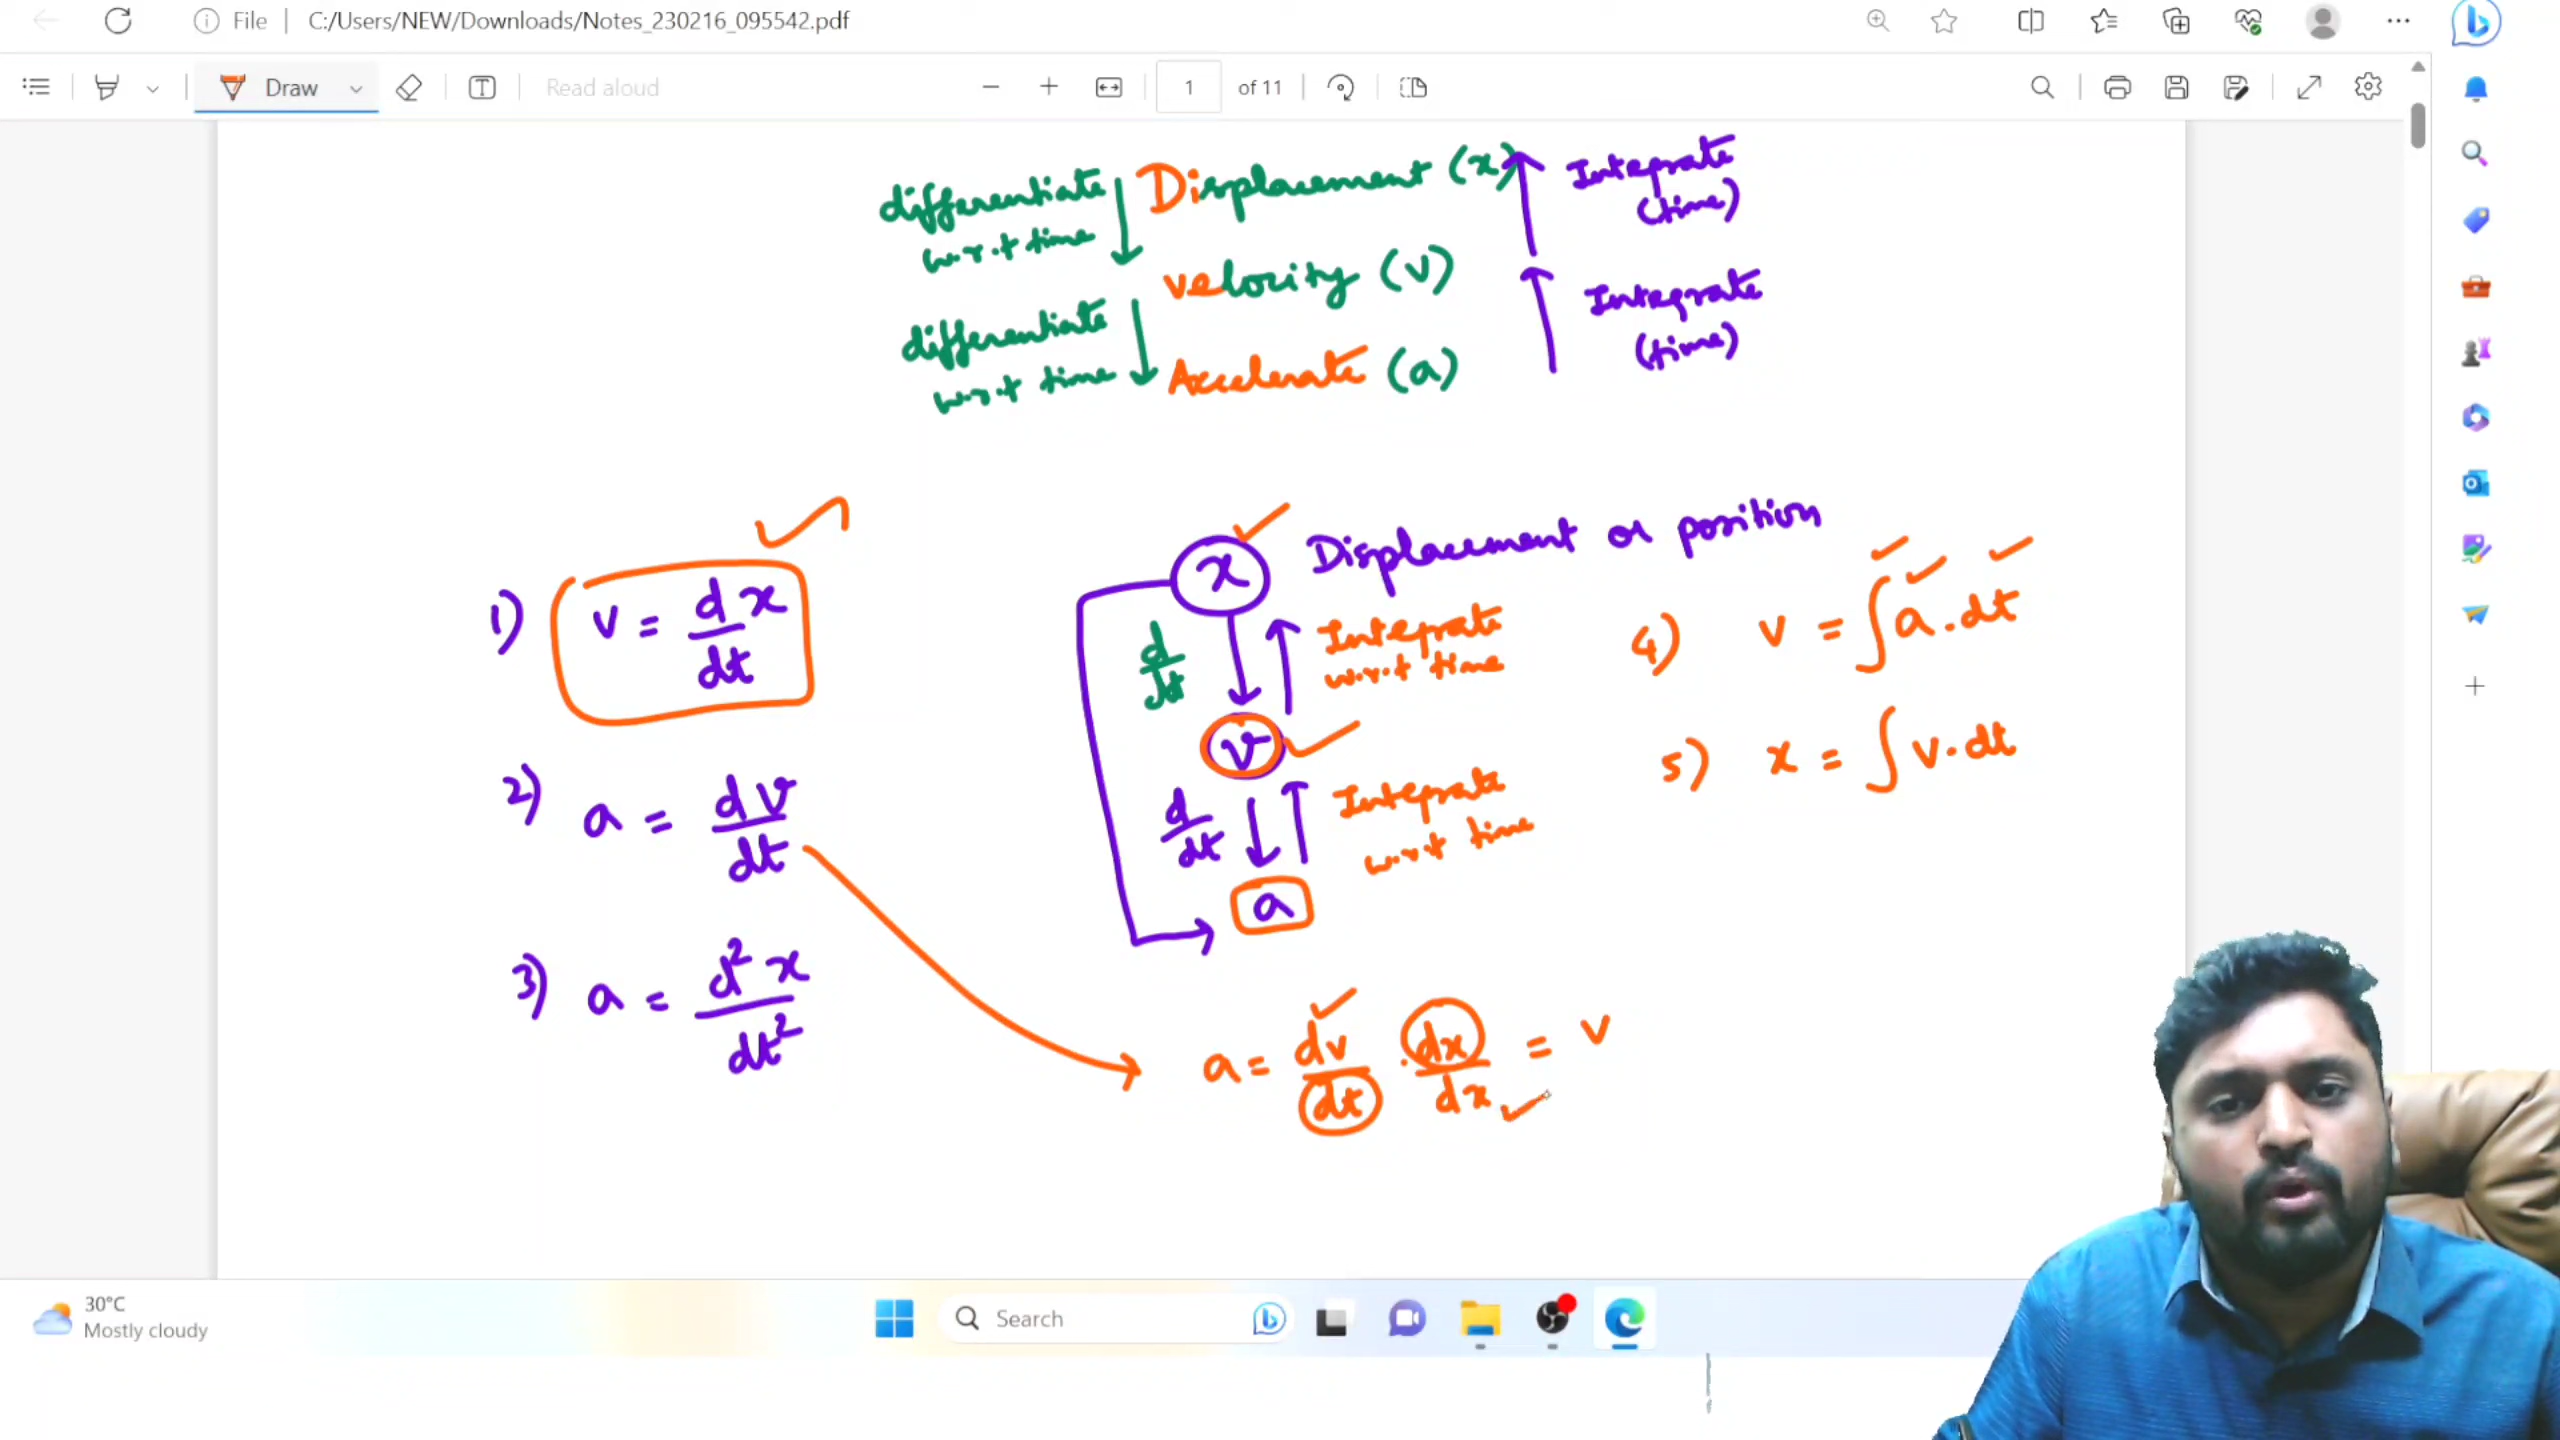 File | C:/Users/NEW/Downloads/Notes_230216_095542.pdf
Draw
Read aloud
1 of 11
differentiate w.r.t time
Displacement (x)
Integrate (time)
velocity (v)
differentiate w.r.t time
Accelerate (a)
Integrate (time)
1) v = dx/dt
2) a = dv/dt
3) a = d²x/dt²
x Displacement or position
d/dt
Integrate w.r.t time
v
d/dt
Integrate w.r.t time
a
4) v = ∫a.dt
5) x = ∫v.dt
a = dv/dt . dx/dx = v
30°C
Mostly cloudy
Search